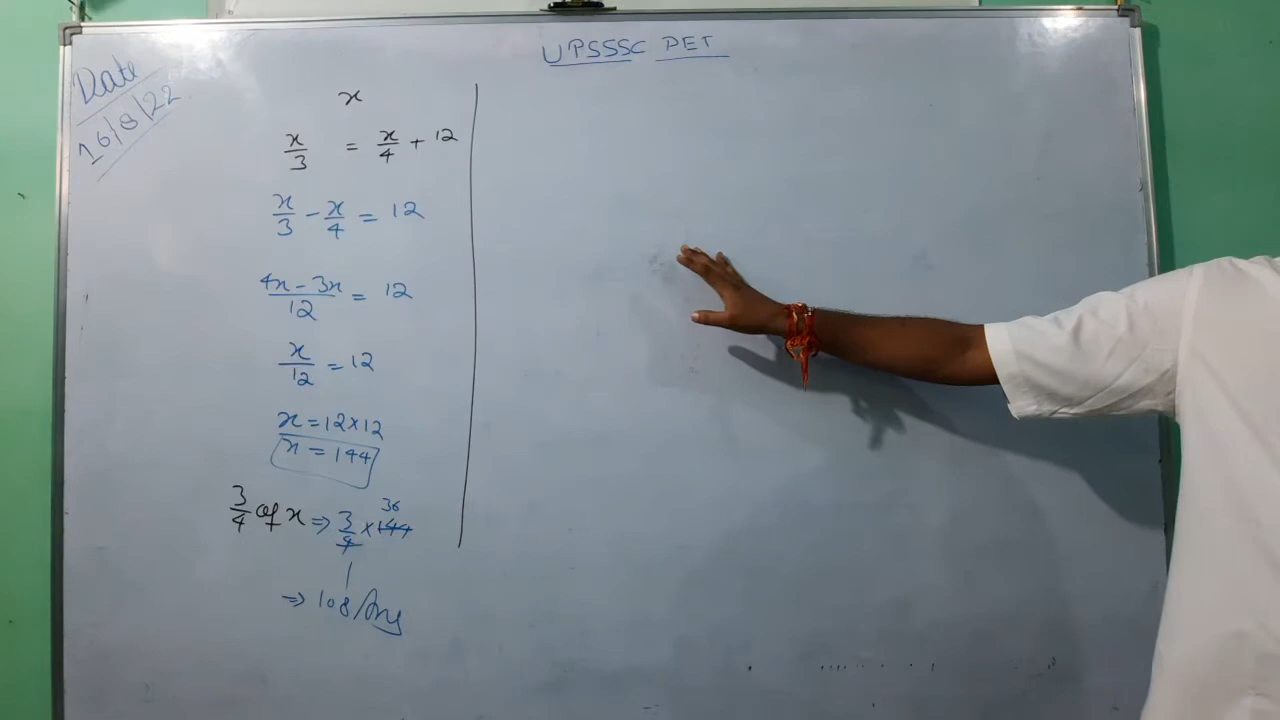 UPSSSC PET
Date
16/8/22
x
x/3 = x/4 + 12
x/3 - x/4 = 12
4x - 3x/12 = 12
x/12 = 12
x = 12×12
x = 144
3/4 of x ⇒ 3/4 × 144 36
1
⇒ 108 Ans